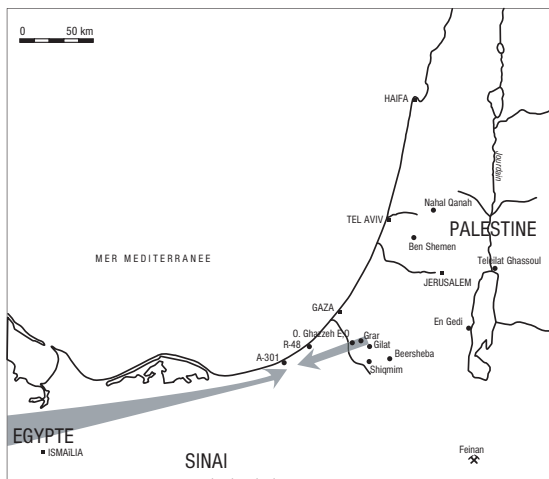 0 50 km
HAIFA
Jourdain
Nahal Qanah
TEL AVIV
PALESTINE
Ben Shemen
MER MEDITERRANEE
Teleilat Ghassoul
JERUSALEM
GAZA
En Gedi
O. Ghazzeh E,O
Grar
R-48
Gilat
A-301
Beersheba
Shiqmim
EGYPTE
ISMAïLIA
SINAI
Feinan